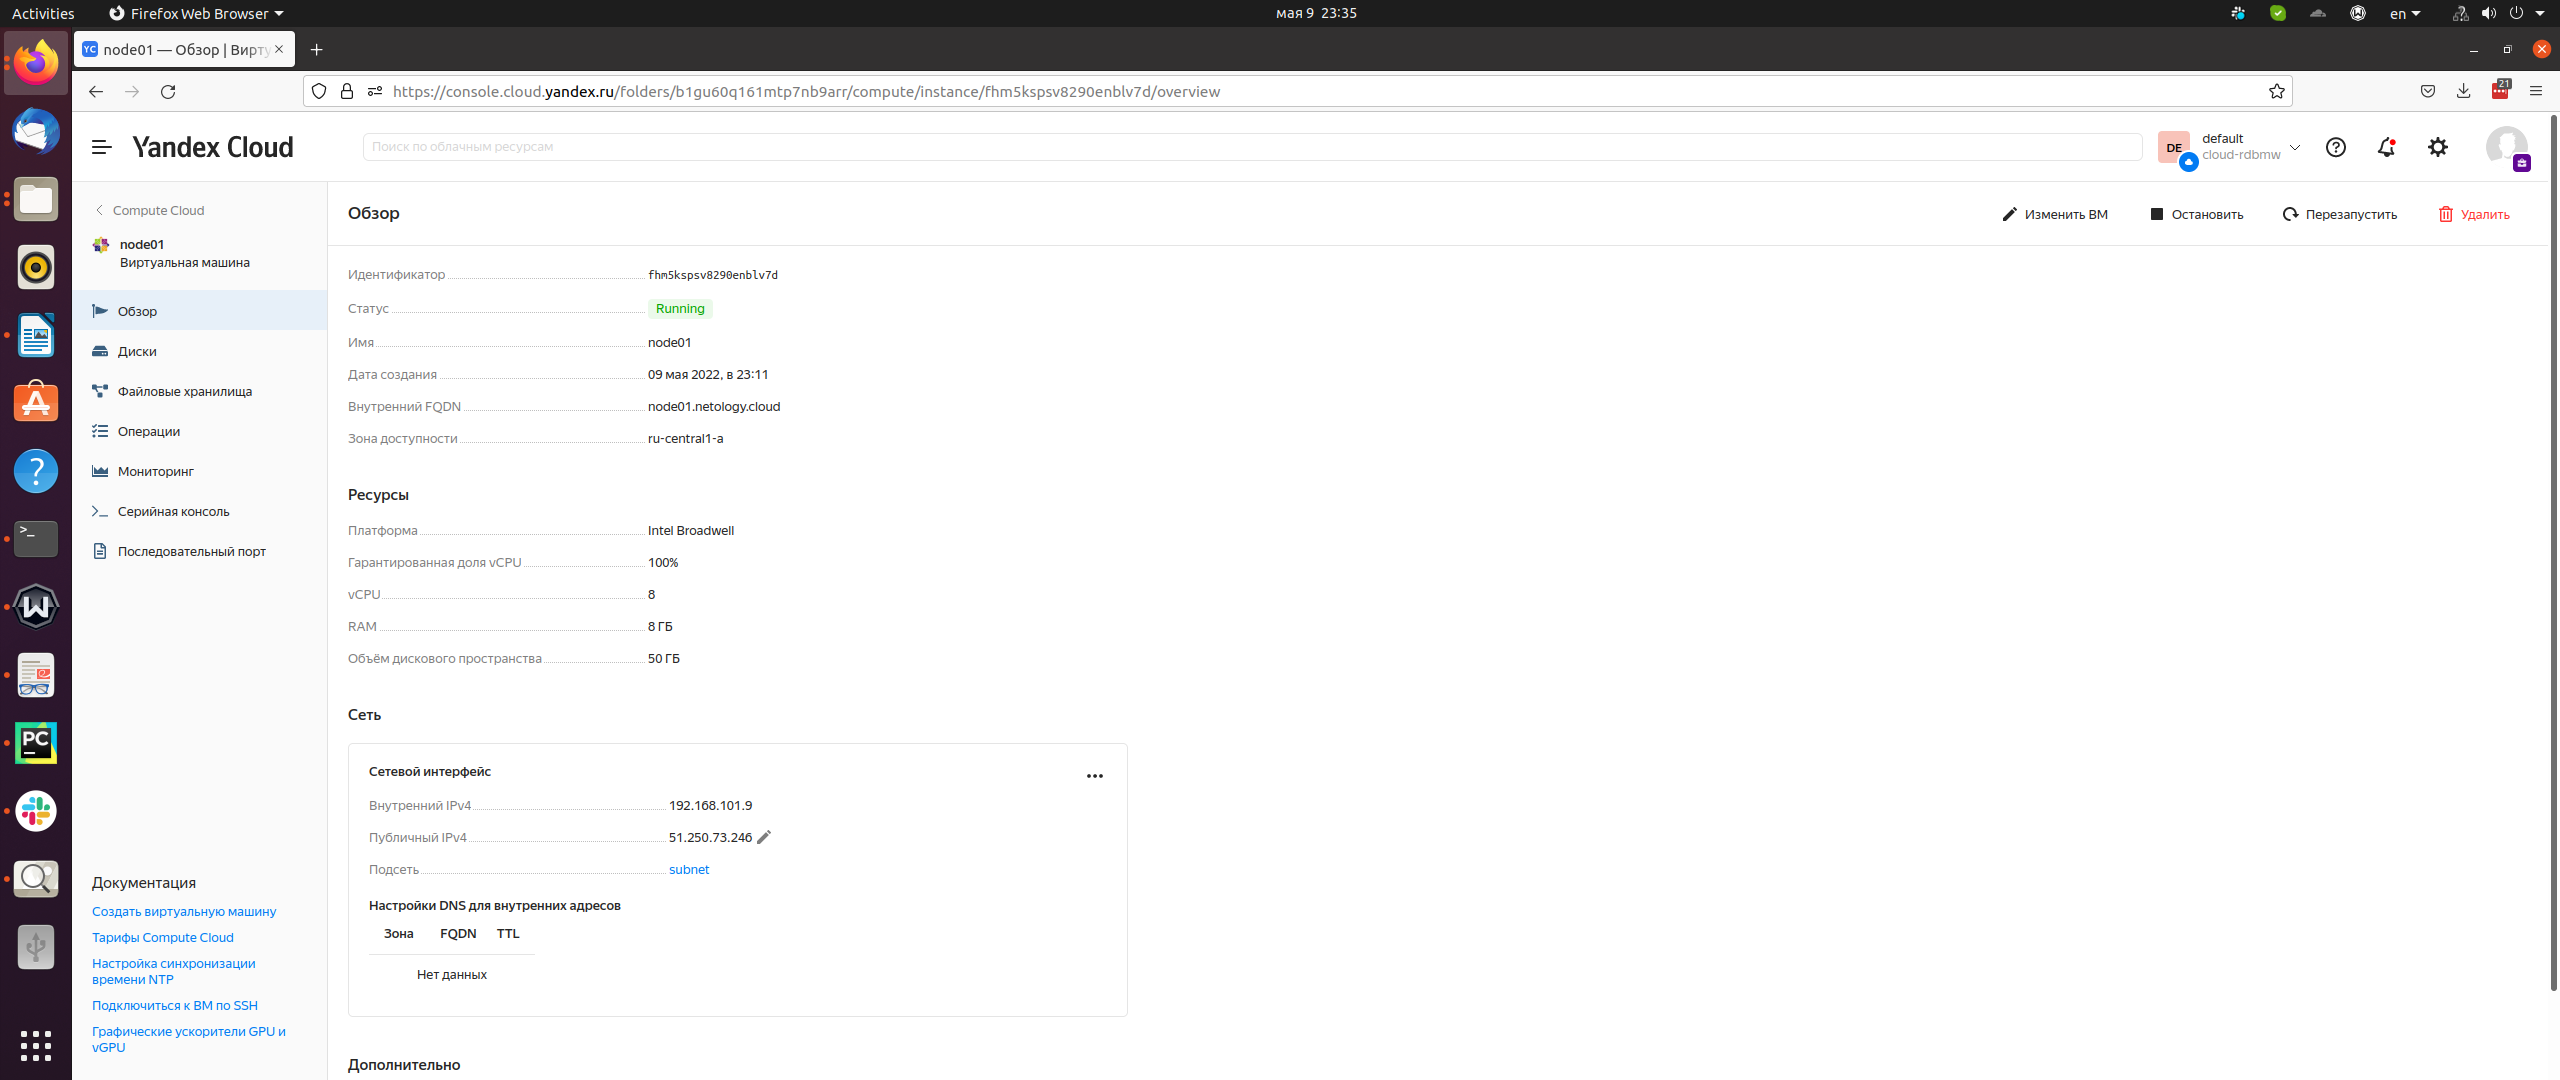 Activities
Firefox Web Browser
мая 9 23:35
en
YC node01 — Обзор | Вирту
https://console.cloud.yandex.ru/folders/b1gu60q161mtp7nb9arr/compute/instance/fhm5kspsv8290enblv7d/overview
21
Yandex Cloud
Поиск по облачным ресурсам
DE
default
cloud-rdbmw
Compute Cloud
node01
Виртуальная машина
Обзор
Диски
Файловые хранилища
Операции
Мониторинг
Серийная консоль
Последовательный порт
Документация
Создать виртуальную машину
Тарифы Compute Cloud
Настройка синхронизации
времени NTP
Подключиться к ВМ по SSH
Графические ускорители GPU и
vGPU
Обзор
Изменить ВМ
Остановить
Перезапустить
Удалить
Идентификатор fhm5kspsv8290enblv7d
Статус Running
Имя node01
Дата создания 09 мая 2022, в 23:11
Внутренний FQDN node01.netology.cloud
Зона доступности ru-central1-a
Ресурсы
Платформа Intel Broadwell
Гарантированная доля vCPU 100%
vCPU 8
RAM 8 ГБ
Объём дискового пространства 50 ГБ
Сеть
Сетевой интерфейс
Внутренний IPv4 192.168.101.9
Публичный IPv4 51.250.73.246
Подсеть subnet
Настройки DNS для внутренних адресов
Зона FQDN TTL
Нет данных
Дополнительно
PC